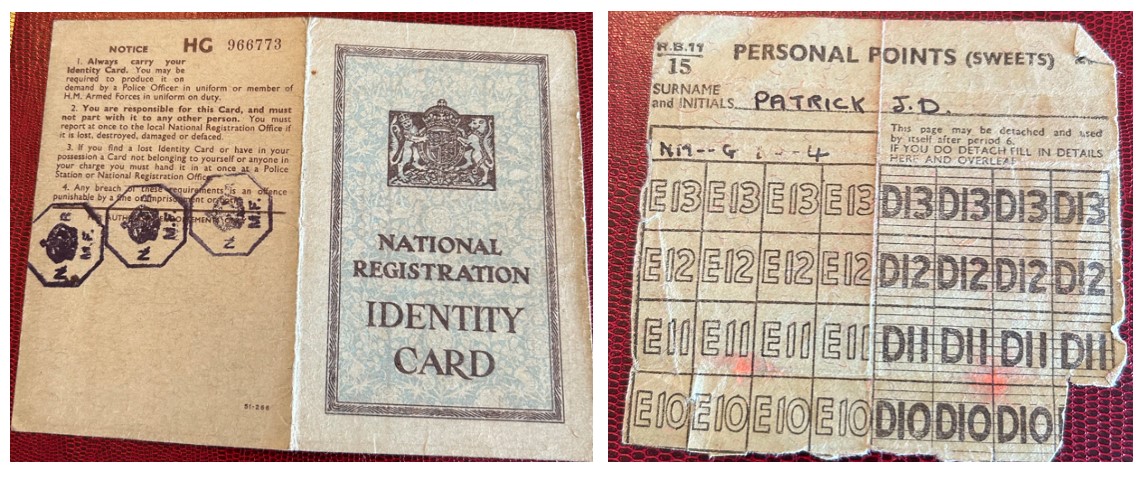 NOTICE HG 966773
1. Always carry your
Identity Card. You may be
required to produce it on
demand by a Police Officer in uniform or member of
H.M. Armed Forces in uniform on duty.
2. You are responsible for this Card, and must
not part with it to any other person. You must
report at once to the local National Registration Office if
it is lost, destroyed, damaged or defaced.
3. If you find a lost Identity Card or have in your
possession a Card not belonging to yourself or anyone in
your charge you must hand it in at once at a Police
Station or National Registration Office.
4. Any breach of these requirements is an offence
punishable by a fine or imprisonment or
N R
M.F.
N
M.F.
N
M.F.
51-266
NATIONAL
REGISTRATION
IDENTITY
CARD
R.B.11
15
PERSONAL POINTS (SWEETS)
SURNAME
and INITIALS PATRICK J.D.
This page may be detached and used
by itself after period 6.
IF YOU DO DETACH FILL IN DETAILS
HERE AND OVERLEAF
E13 E13 E13 E13 D13 D13 D13 D13
E12 E12 E12 E12 D12 D12 D12 D12
E11 E11 E11 E11 D11 D11 D11 D11
E10 E10 E10 E10 D10 D10 D10